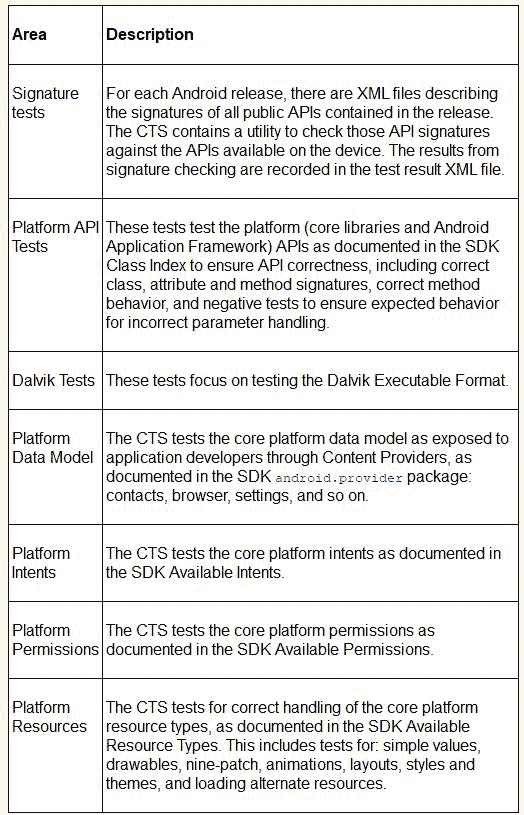 Area Description
Signature tests
For each Android release, there are XML files describing
the signatures of all public APIs contained in the release.
The CTS contains a utility to check those API signatures
against the APIs available on the device. The results from
signature checking are recorded in the test result XML file.
Platform API
Tests
These tests test the platform (core libraries and Android
Application Framework) APIs as documented in the SDK
Class Index to ensure API correctness, including correct
class, attribute and method signatures, correct method
behavior, and negative tests to ensure expected behavior
for incorrect parameter handling.
Dalvik Tests These tests focus on testing the Dalvik Executable Format.
Platform
Data Model
The CTS tests the core platform data model as exposed to
application developers through Content Providers, as
documented in the SDK android.provider package:
contacts, browser, settings, and so on.
Platform
Intents
The CTS tests the core platform intents as documented in
the SDK Available Intents.
Platform
Permissions
The CTS tests the core platform permissions as
documented in the SDK Available Permissions.
Platform
Resources
The CTS tests for correct handling of the core platform
resource types, as documented in the SDK Available
Resource Types. This includes tests for: simple values,
drawables, nine-patch, animations, layouts, styles and
themes, and loading alternate resources.